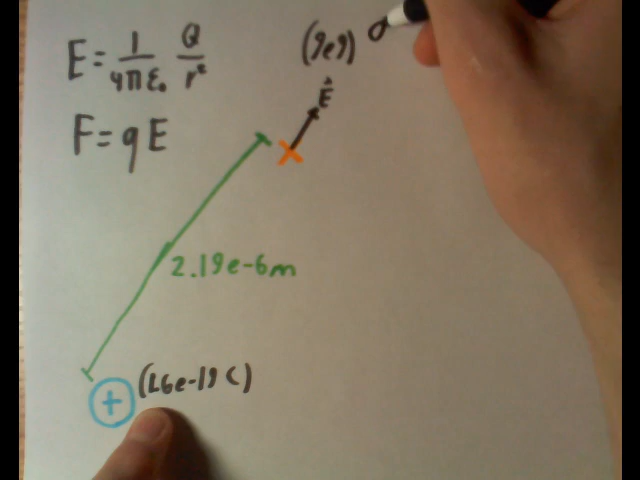 E = 1/4πε₀ Q/r²
F = qE
(9e9)
Ê
2.19e-6m
+
(1.6e-19 C)